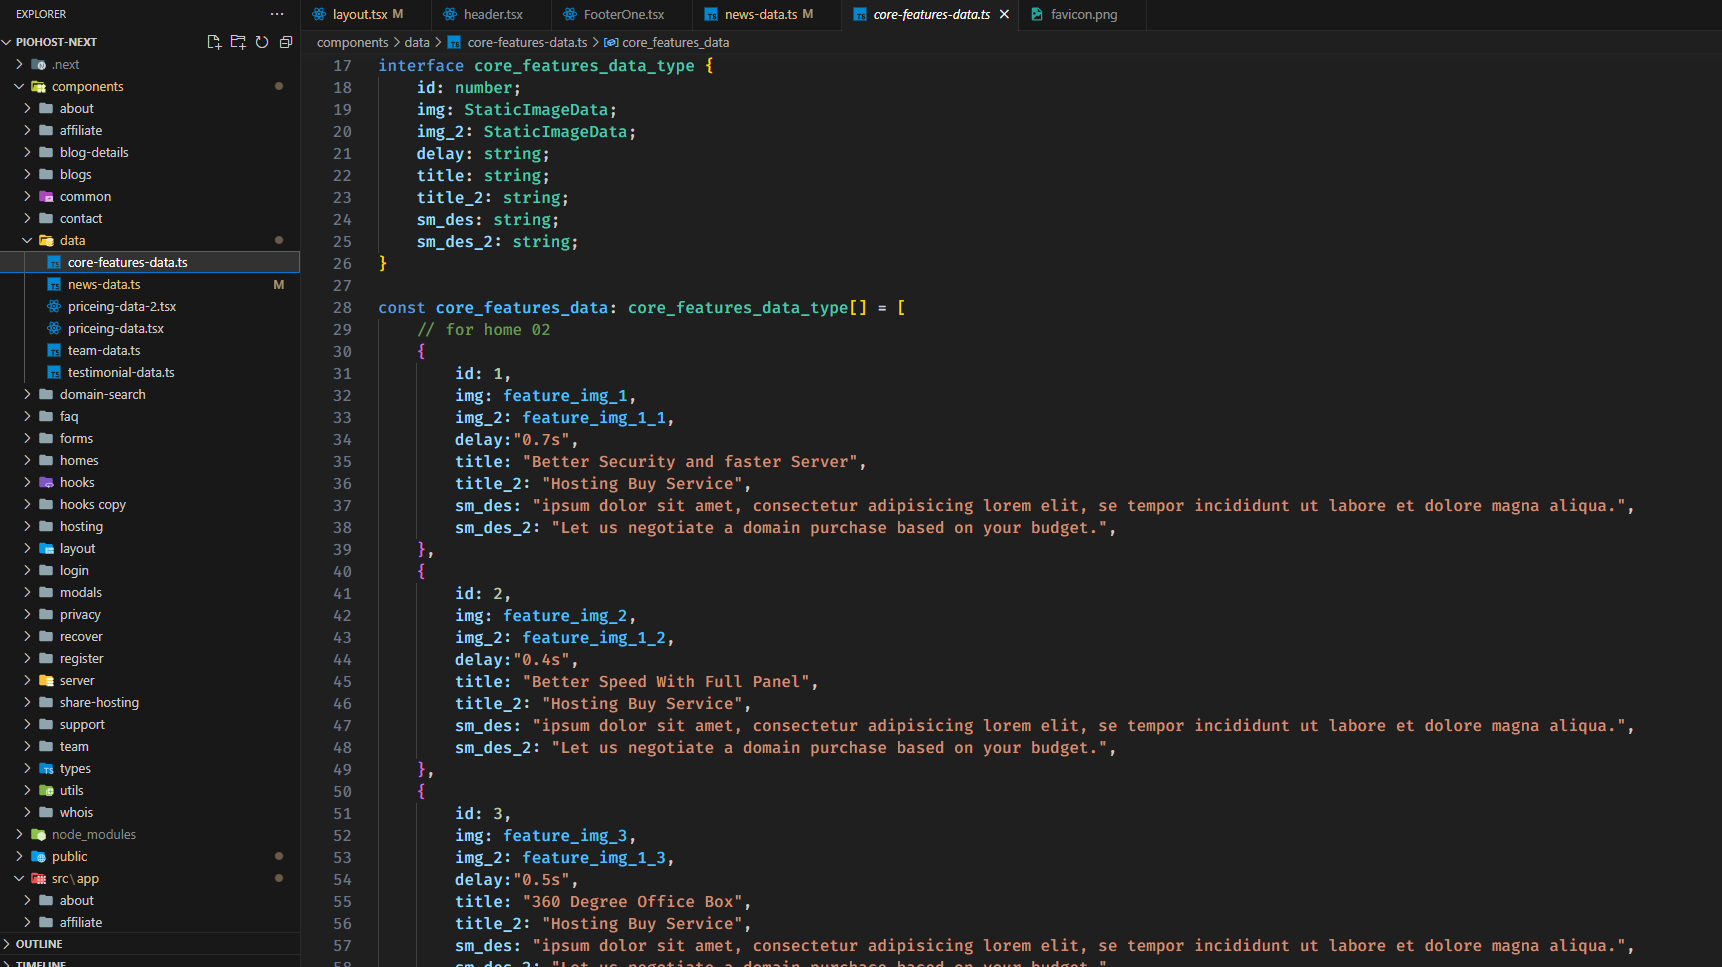 EXPLORER
PIOHOST-NEXT
.next
components
about
affiliate
blog-details
blogs
common
contact
data
core-features-data.ts
news-data.ts M
priceing-data-2.tsx
priceing-data.tsx
team-data.ts
testimonial-data.ts
domain-search
faq
forms
homes
hooks
hooks copy
hosting
layout
login
modals
privacy
recover
register
server
share-hosting
support
team
types
utils
whois
node_modules
public
src\app
about
affiliate
OUTLINE
TIMELINE
layout.tsx M header.tsx FooterOne.tsx news-data.ts M core-features-data.ts favicon.png
components > data > core-features-data.ts > core_features_data
17 interface core_features_data_type {
18 id: number;
19 img: StaticImageData;
20 img_2: StaticImageData;
21 delay: string;
22 title: string;
23 title_2: string;
24 sm_des: string;
25 sm_des_2: string;
26 }
27
28 const core_features_data: core_features_data_type[] = [
29 // for home 02
30 {
31 id: 1,
32 img: feature_img_1,
33 img_2: feature_img_1_1,
34 delay:"0.7s",
35 title: "Better Security and faster Server",
36 title_2: "Hosting Buy Service",
37 sm_des: "ipsum dolor sit amet, consectetur adipisicing lorem elit, se tempor incididunt ut labore et dolore magna aliqua.",
38 sm_des_2: "Let us negotiate a domain purchase based on your budget.",
39 },
40 {
41 id: 2,
42 img: feature_img_2,
43 img_2: feature_img_1_2,
44 delay:"0.4s",
45 title: "Better Speed With Full Panel",
46 title_2: "Hosting Buy Service",
47 sm_des: "ipsum dolor sit amet, consectetur adipisicing lorem elit, se tempor incididunt ut labore et dolore magna aliqua.",
48 sm_des_2: "Let us negotiate a domain purchase based on your budget.",
49 },
50 {
51 id: 3,
52 img: feature_img_3,
53 img_2: feature_img_1_3,
54 delay:"0.5s",
55 title: "360 Degree Office Box",
56 title_2: "Hosting Buy Service",
57 sm_des: "ipsum dolor sit amet, consectetur adipisicing lorem elit, se tempor incididunt ut labore et dolore magna aliqua.",
58 sm_des_2: "Let us negotiate a domain purchase based on your budget."